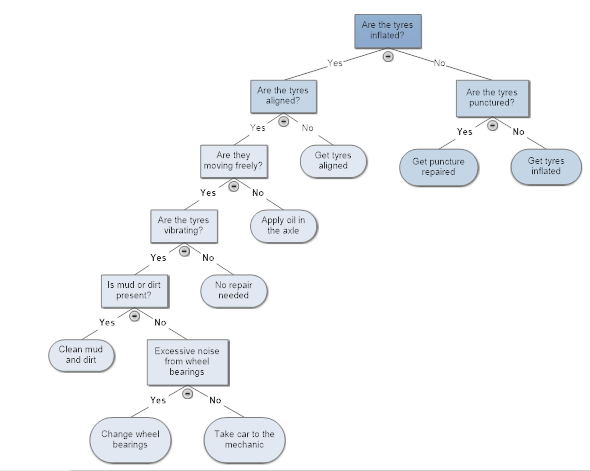 Are the tyres
inflated?
Yes
No
Are the tyres
aligned?
Are the tyres
punctured?
Yes
No
Yes
No
Are they
moving freely?
Get tyres
aligned
Get puncture
repaired
Get tyres
inflated
Yes
No
Are the tyres
vibrating?
Apply oil in
the axle
Yes
No
Is mud or dirt
present?
No repair
needed
Yes
No
Clean mud
and dirt
Excessive noise
from wheel
bearings
Yes
No
Change wheel
bearings
Take car to the
mechanic